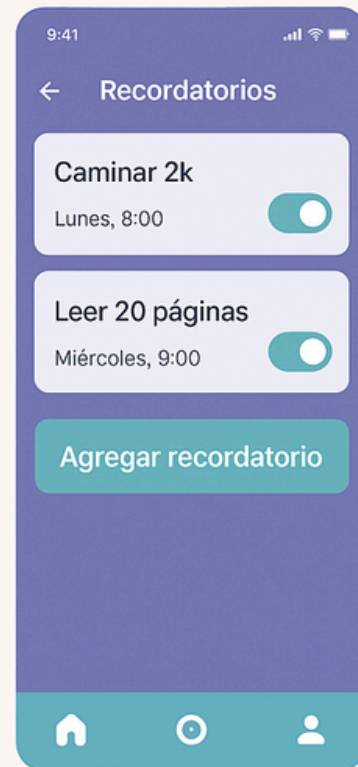 9:41
Recordatorios
Caminar 2k
Lunes, 8:00
Leer 20 páginas
Miércoles, 9:00
Agregar recordatorio